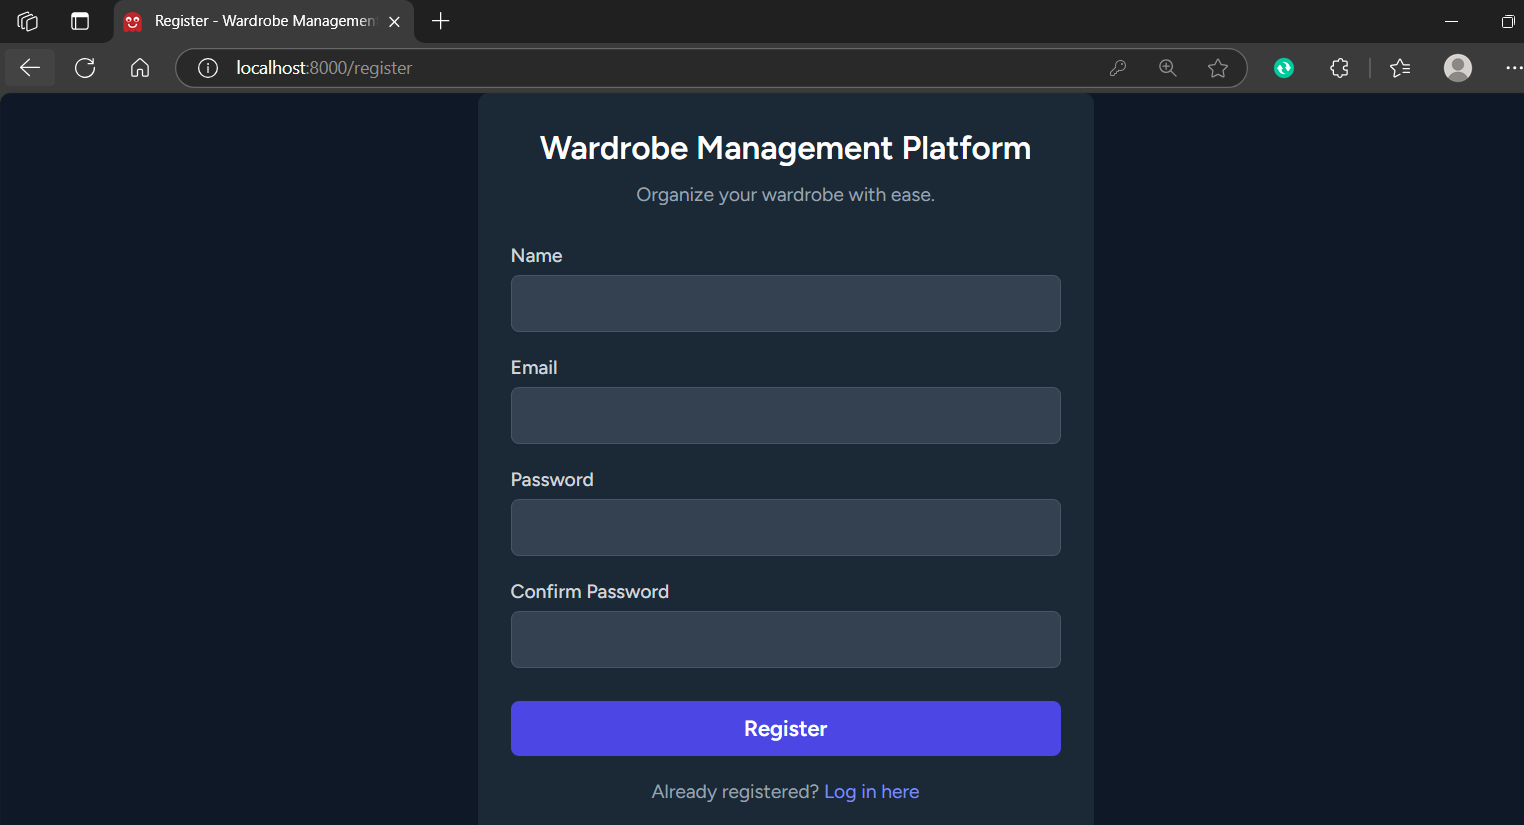 Register - Wardrobe Managemen
localhost:8000/register
Wardrobe Management Platform
Organize your wardrobe with ease.
Name
Email
Password
Confirm Password
Register
Already registered? Log in here